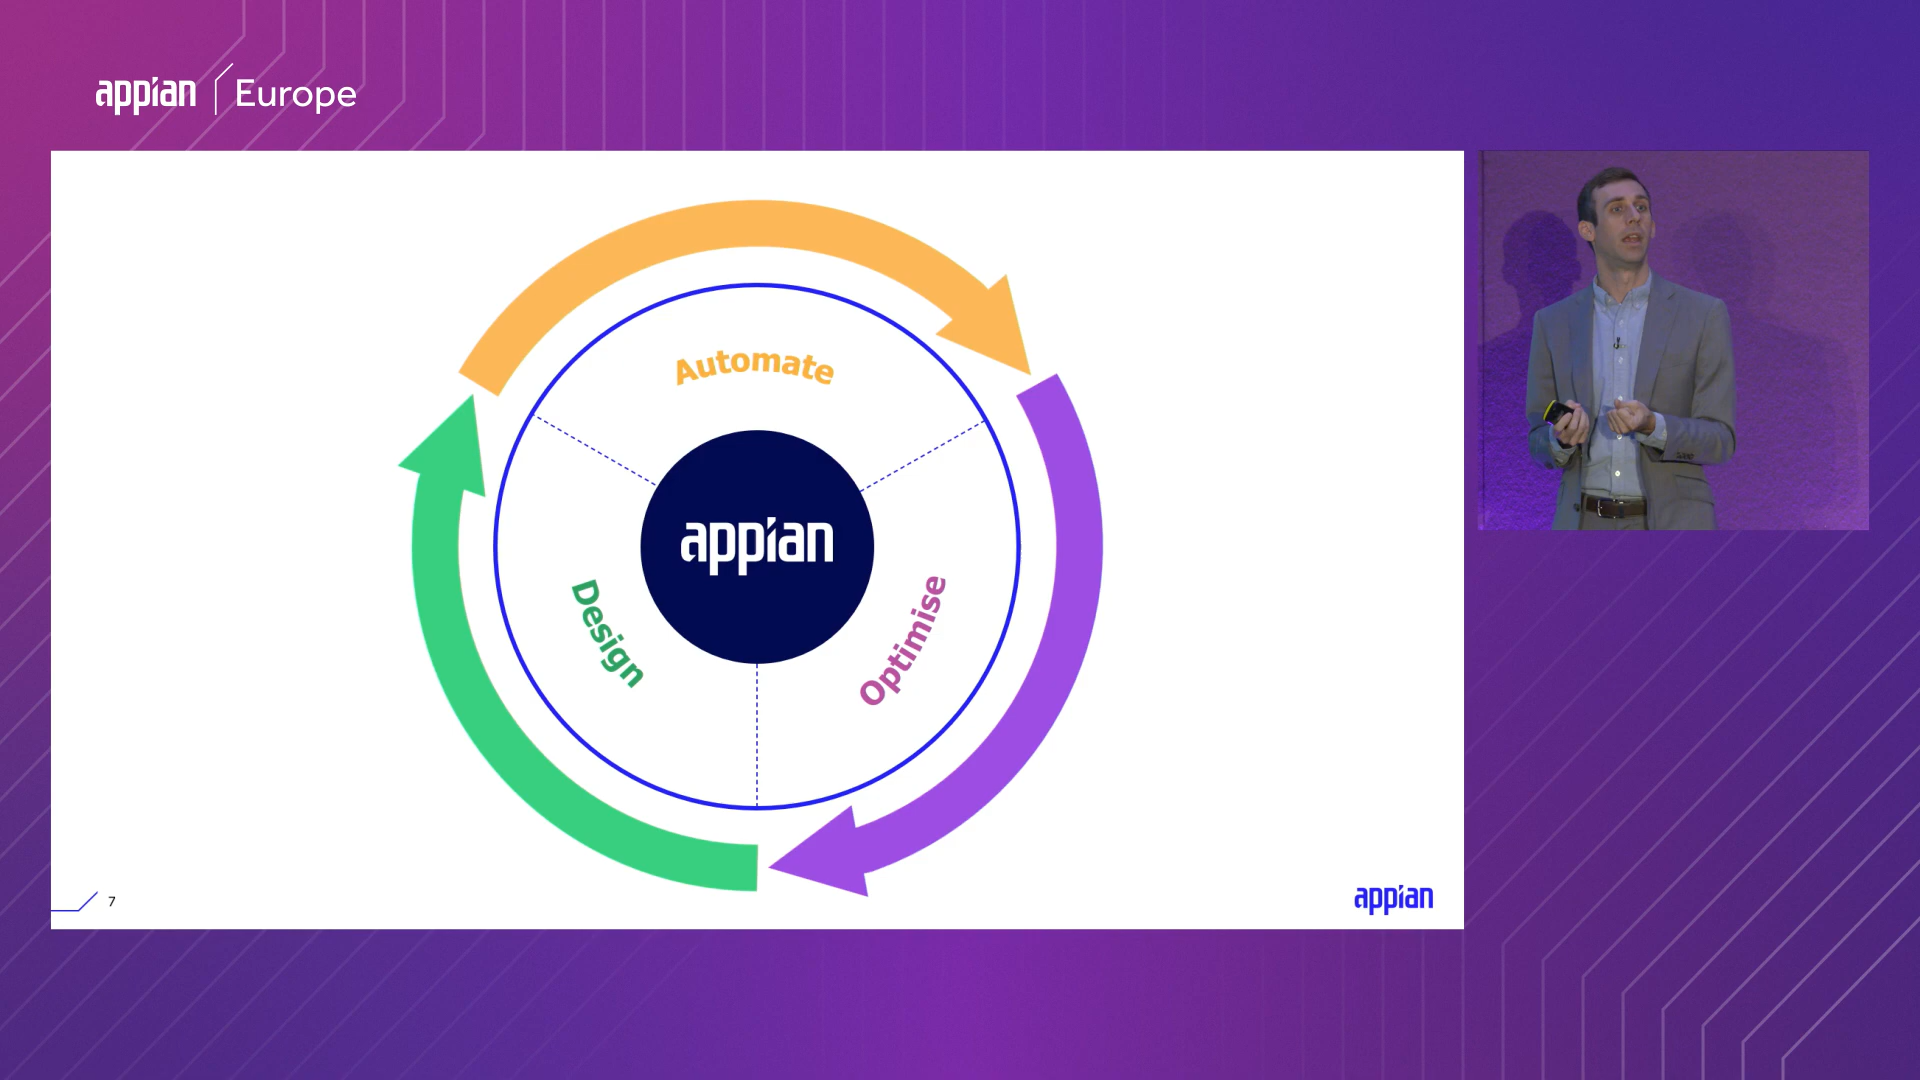 appian Europe
Automate
appian
Design
Optimise
7
appian